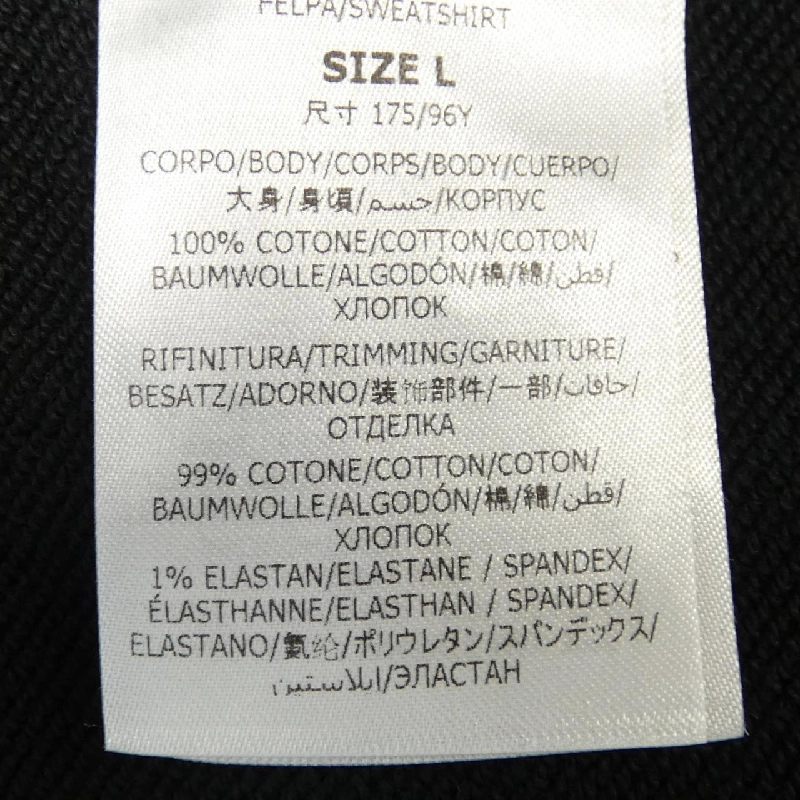 FELPA/SWEATSHIRT
SIZE L
尺寸 175/96Y
CORPO/BODY/CORPS/BODY/CUERPO/
大身/身頃/جسم/КОРПУС
100% COTONE/COTTON/COTON/
BAUMWOLLE/ALGODÓN/棉/綿/قطن/
ХЛОПОК
RIFINITURA/TRIMMING/GARNITURE/
BESATZ/ADORNO/装饰部件/一部/حافات/
ОТДЕЛКА
99% COTONE/COTTON/COTON/
BAUMWOLLE/ALGODÓN/棉/綿/قطن/
ХЛОПОК
1% ELASTAN/ELASTANE / SPANDEX/
ÉLASTHANNE/ELASTHAN / SPANDEX/
ELASTANO/氨纶/ポリウレタン/スパンデックス/
ايلاستين/ЭЛАСТАН